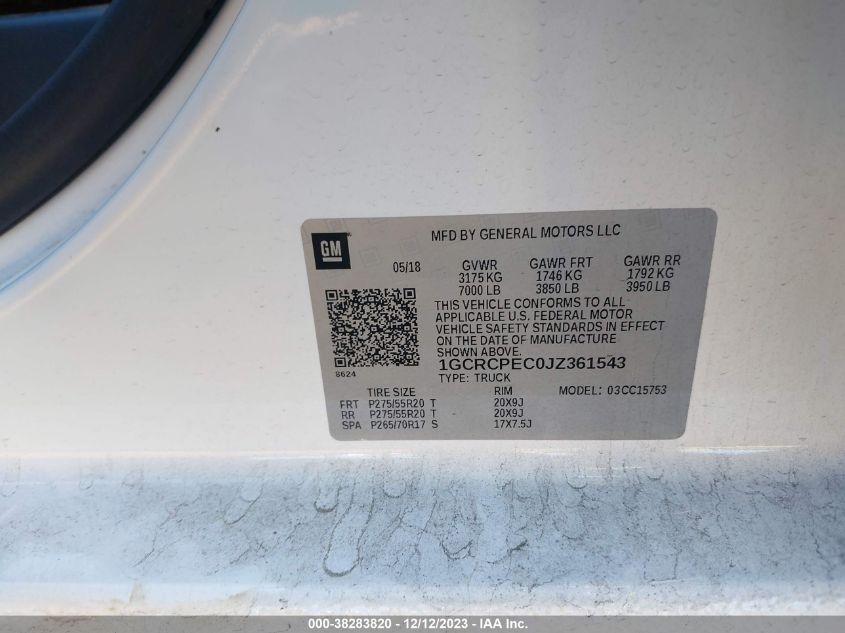 GM
MFD BY GENERAL MOTORS LLC
05/18
GVWR GAWR FRT GAWR RR
3175 KG 1746 KG 1792 KG
7000 LB 3850 LB 3950 LB
THIS VEHICLE CONFORMS TO ALL
APPLICABLE U.S. FEDERAL MOTOR
VEHICLE SAFETY STANDARDS IN EFFECT
ON THE DATE OF MANUFACTURE
SHOWN ABOVE.
8624
1GCRCPEC0JZ361543
TYPE: TRUCK
TIRE SIZE RIM MODEL: 03CC15753
FRT P275/55R20 T 20X9J
RR P275/55R20 T 20X9J
SPA P265/70R17 S 17X7.5J
000-38283820 - 12/12/2023 - IAA Inc.